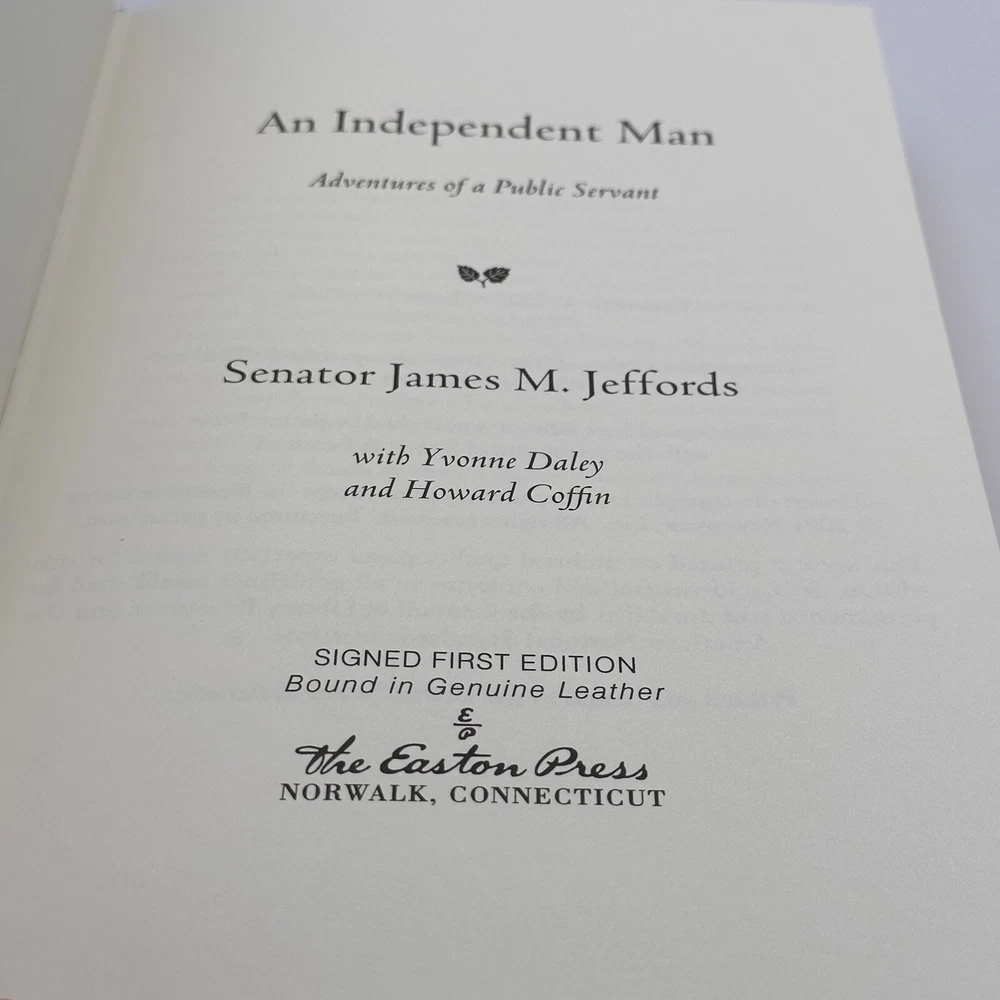 An Independent Man
Adventures of a Public Servant
Senator James M. Jeffords
with Yvonne Daley
and Howard Coffin
SIGNED FIRST EDITION
Bound in Genuine Leather
E
P
The Easton Press
NORWALK, CONNECTICUT